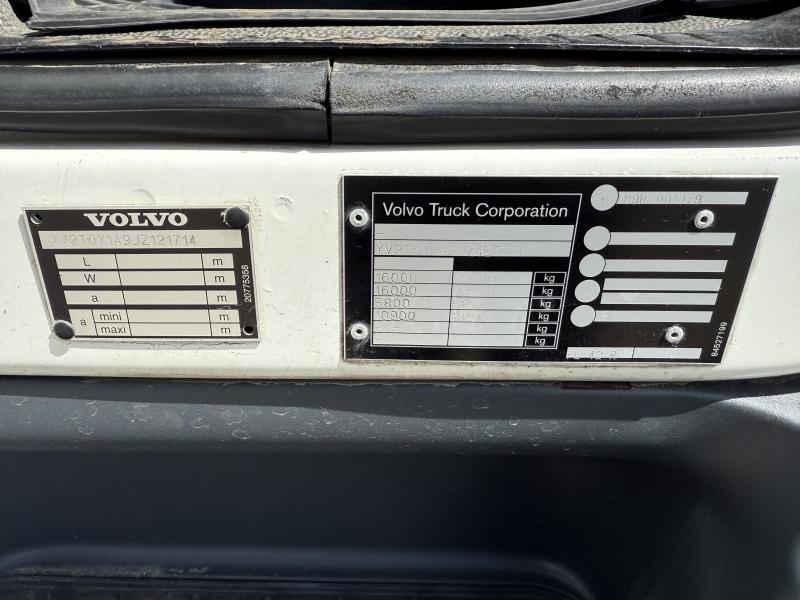 VOLVO
YV2T0Y1A9JZ121714
L m
W m
a m
a mini m
maxi m
20775358
Volvo Truck Corporation
-
YV2T0Y1A9JZ121714
16000 kg
16000 kg
5800 kg
10900 kg
- kg
- kg
84527199